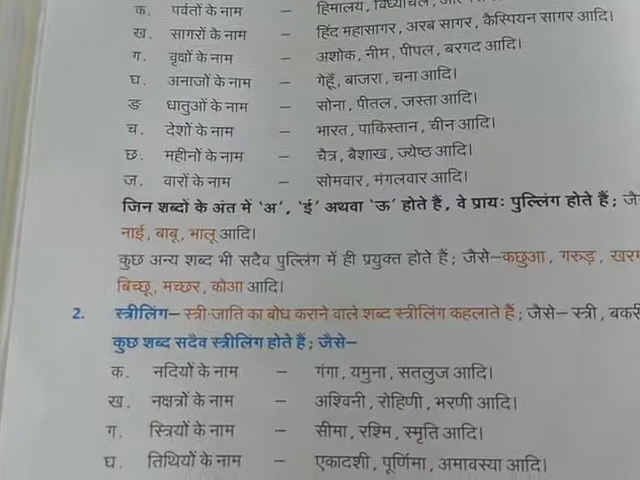 क. पर्वतों के नाम – हिमालय, विंध्याचल,
ख. सागरों के नाम – हिंद महासागर, अरब सागर, कैस्पियन सागर आदि।
ग. वृक्षों के नाम – अशोक, नीम, पीपल, बरगद आदि।
घ. अनाजों के नाम – गेहूँ, बाजरा, चना आदि।
ङ धातुओं के नाम – सोना, पीतल, जस्ता आदि।
च. देशों के नाम – भारत, पाकिस्तान, चीन आदि।
छ. महीनों के नाम – चैत्र, बैशाख, ज्येष्ठ आदि।
ज. वारों के नाम – सोमवार, मंगलवार आदि।
जिन शब्दों के अंत में ‘अ’, ‘ई’ अथवा ‘ऊ’ होते हैं, वे प्रायः पुल्लिंग होते हैं;
नाई, बाबू, भालू आदि।
कुछ अन्य शब्द भी सदैव पुल्लिंग में ही प्रयुक्त होते हैं; जैसे–कछुआ, गरुड़,
बिच्छू, मच्छर, कौआ आदि।
2. स्त्रीलिंग– स्त्री-जाति का बोध कराने वाले शब्द स्त्रीलिंग कहलाते हैं; जैसे– स्त्री,
कुछ शब्द सदैव स्त्रीलिंग होते हैं; जैसे–
क. नदियों के नाम – गंगा, यमुना, सतलुज आदि।
ख. नक्षत्रों के नाम – अश्विनी, रोहिणी, भरणी आदि।
ग. स्त्रियों के नाम – सीमा, रश्मि, स्मृति आदि।
घ. तिथियों के नाम – एकादशी, पूर्णिमा, अमावस्या आदि।